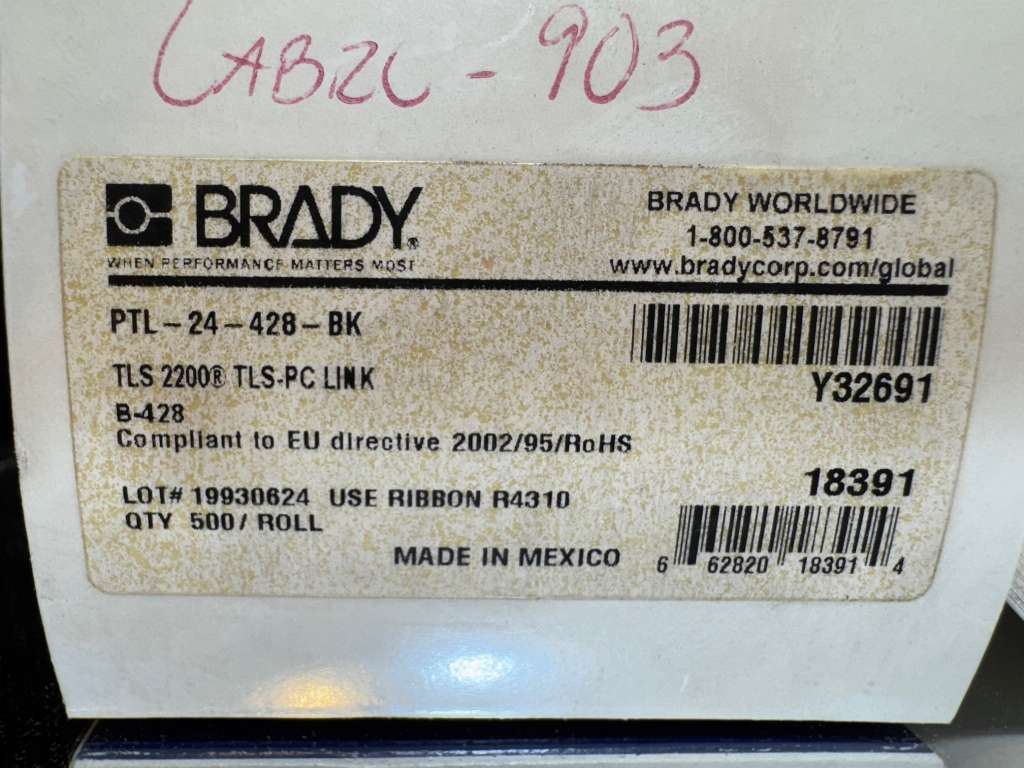 LABZC-903
BRADY®
WHEN PERFORMANCE MATTERS MOST
BRADY WORLDWIDE
1-800-537-8791
www.bradycorp.com/global
PTL-24-428-BK
Y32691
TLS 2200® TLS-PC LINK
B-428
Compliant to EU directive 2002/95/RoHS
18391
LOT# 19930624 USE RIBBON R4310
QTY 500/ ROLL
MADE IN MEXICO
6 62820 18391 4